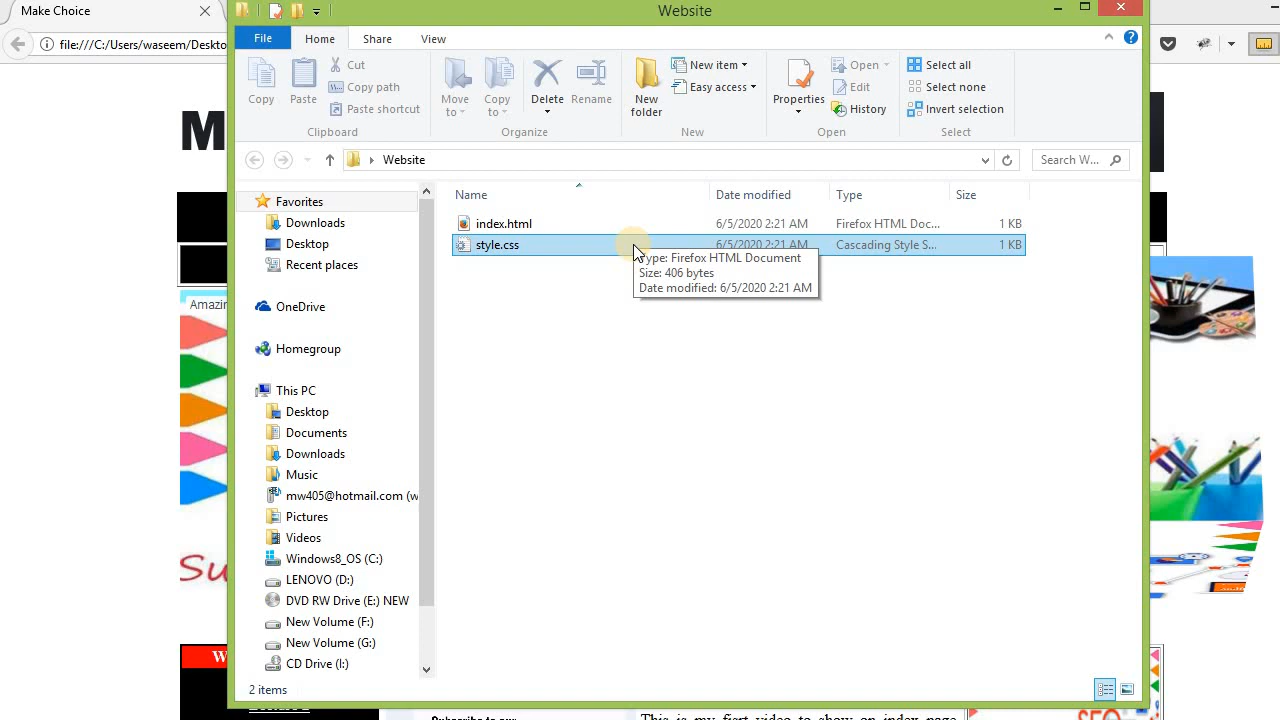 Make Choice
Website
file:///C:/Users/waseem/Deskto
File
Home
Share
View
Copy
Paste
Cut
Copy path
Paste shortcut
Clipboard
Move
to
Copy
to
Delete
Rename
Organize
New
folder
New item
Easy access
New
Properties
Open
Edit
History
Open
Select all
Select none
Invert selection
Select
Website
Search W...
Name
Date modified
Type
Size
index.html
6/5/2020 2:21 AM
Firefox HTML Doc...
1 KB
style.css
6/5/2020 2:21 AM
Cascading Style S...
1 KB
Type: Firefox HTML Document
Size: 406 bytes
Date modified: 6/5/2020 2:21 AM
Favorites
Downloads
Desktop
Recent places
OneDrive
Homegroup
This PC
Desktop
Documents
Downloads
Music
mw405@hotmail.com (w
Pictures
Videos
Windows8_OS (C:)
LENOVO (D:)
DVD RW Drive (E:) NEW
New Volume (F:)
New Volume (G:)
CD Drive (I:)
2 items
M
Amazin
Su
W
This is my first video to show on index page
SEO